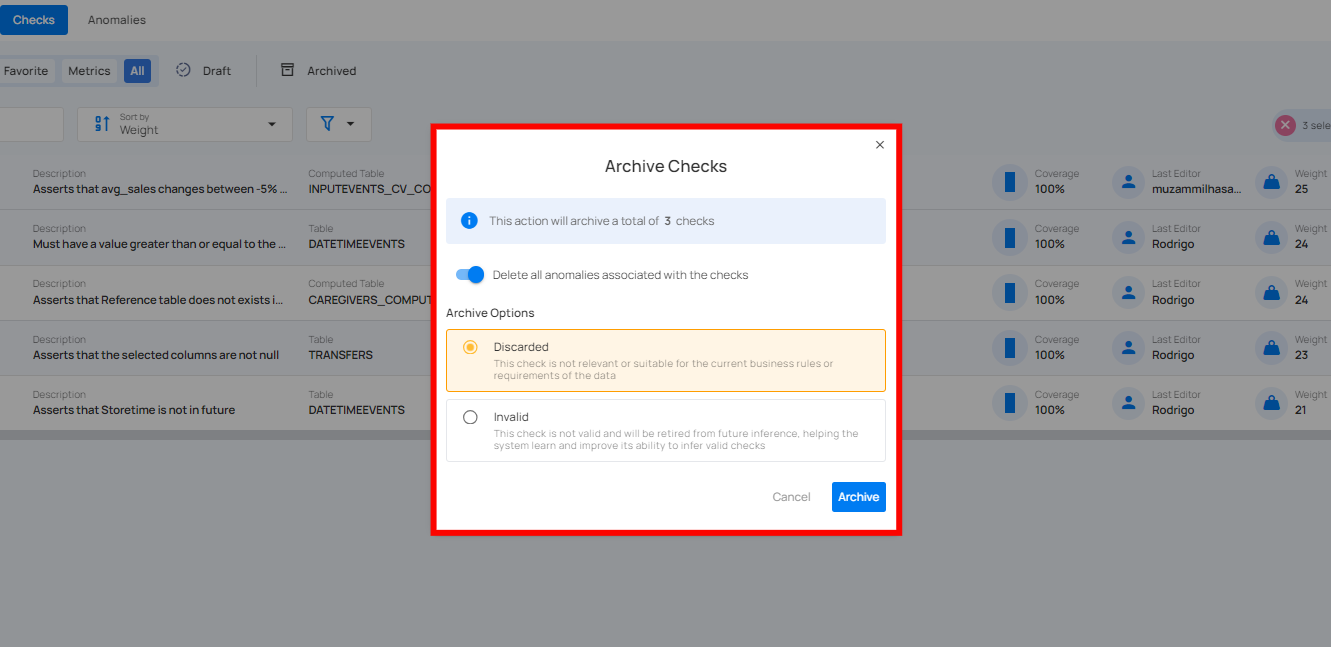 Checks
Anomalies
Favorite
Metrics
All
Draft
Archived
Sort by
Weight
3 sele
Description
Asserts that avg_sales changes between -5% ...
Computed Table
INPUTEVENTS_CV_CO
Coverage
100%
Last Editor
muzammilhasa...
Weight
25
Description
Must have a value greater than or equal to the ...
Table
DATETIMEEVENTS
Coverage
100%
Last Editor
Rodrigo
Weight
24
Description
Asserts that Reference table does not exists i...
Computed Table
CAREGIVERS_COMPUT
Coverage
100%
Last Editor
Rodrigo
Weight
24
Description
Asserts that the selected columns are not null
Table
TRANSFERS
Coverage
100%
Last Editor
Rodrigo
Weight
23
Description
Asserts that Storetime is not in future
Table
DATETIMEEVENTS
Coverage
100%
Last Editor
Rodrigo
Weight
21
Archive Checks
This action will archive a total of 3 checks
Delete all anomalies associated with the checks
Archive Options
Discarded
This check is not relevant or suitable for the current business rules or
requirements of the data
Invalid
This check is not valid and will be retired from future inference, helping the
system learn and improve its ability to infer valid checks
Cancel
Archive